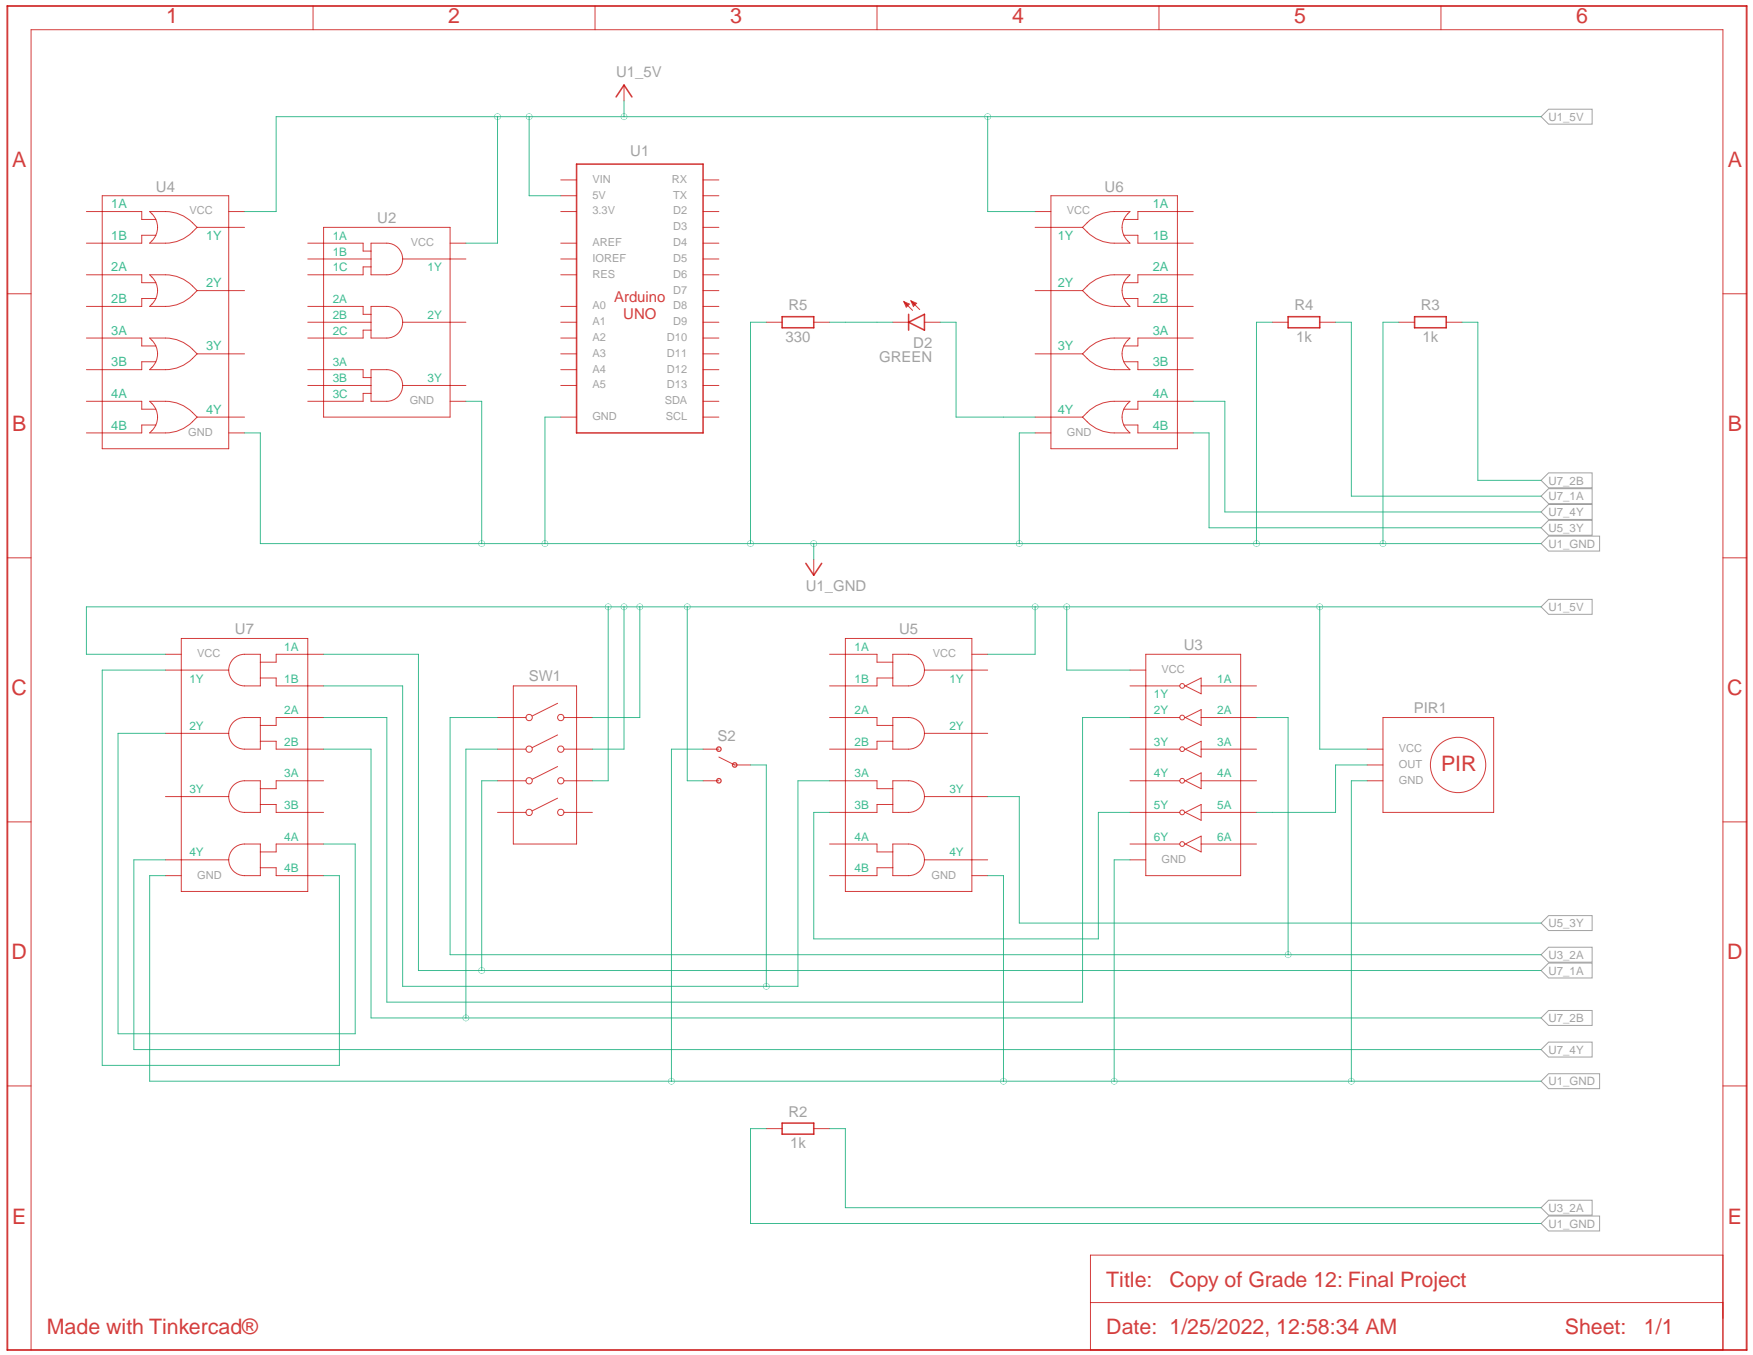 1 2 3 4 5 6
A A
B B
C C
D D
E E
U1_5V
U1_5V
U4
1A VCC
1B 1Y
2A 2Y
2B
3A 3Y
3B
4A 4Y
4B GND
U2
1A VCC
1B
1C 1Y
2A
2B 2Y
2C
3A
3B 3Y
3C GND
U1
VIN RX
5V TX
3.3V D2
D3
AREF D4
IOREF D5
RES D6
D7
A0 D8
A1 D9
A2 D10
A3 D11
A4 D12
A5 D13
SDA
GND SCL
Arduino
UNO
R5
330
D2
GREEN
U6
VCC 1A
1Y 1B
2A
2Y 2B
3A
3Y 3B
4A
4Y 4B
GND
R4
1k
R3
1k
U7_2B
U7_1A
U7_4Y
U5_3Y
U1_GND
U1_GND
U1_5V
U7
VCC 1A
1Y 1B
2A
2Y 2B
3A
3Y 3B
4A
4Y 4B
GND
SW1
S2
U5
1A VCC
1B 1Y
2A 2Y
2B
3A 3Y
3B
4A 4Y
4B GND
U3
VCC
1Y 1A
2Y 2A
3Y 3A
4Y 4A
5Y 5A
6Y 6A
GND
PIR1
VCC
OUT
GND
PIR
U5_3Y
U3_2A
U7_1A
U7_2B
U7_4Y
U1_GND
R2
1k
U3_2A
U1_GND
Title: Copy of Grade 12: Final Project
Date: 1/25/2022, 12:58:34 AM Sheet: 1/1
Made with Tinkercad®